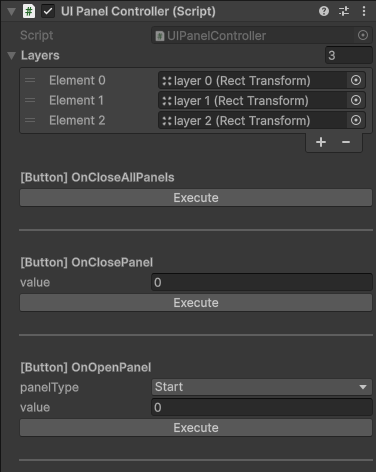 # UI Panel Controller (Script)
Script UIPanelController
Layers 3
Element 0 layer 0 (Rect Transform)
Element 1 layer 1 (Rect Transform)
Element 2 layer 2 (Rect Transform)
+ −
[Button] OnCloseAllPanels
Execute
[Button] OnClosePanel
value 0
Execute
[Button] OnOpenPanel
panelType Start
value 0
Execute